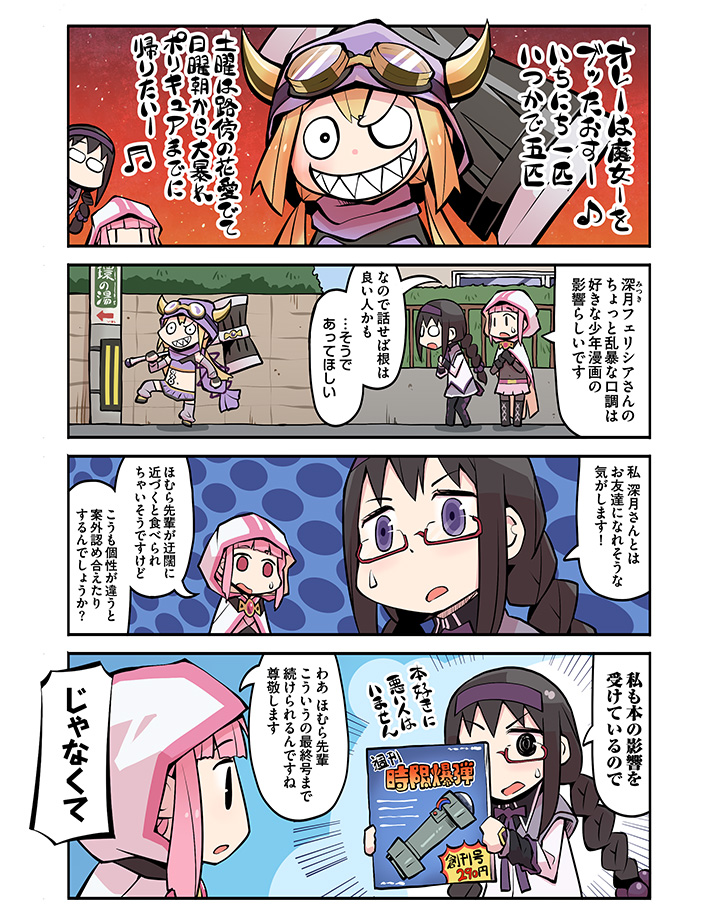 オレーは魔女ーを
ブッたおすー♪
いちにち一匹
いつかで五匹
土曜は路傍の花愛でて
日曜朝から大暴れ
ポリキュアまでに
帰りたいー♪
深月フェリシアさんの
みつき
ちょっと乱暴な口調は
好きな少年漫画の
影響らしいです
なので話せば根は
良い人かも
…そうで
あってほしい
環の湯
私 深月さんとは
お友達になれそうな
気がします！
ほむら先輩が迂闊に
近づくと食べられ
ちゃいそうですけど
こうも個性が違うと
案外認め合えたり
するんでしょうか？
私も本の影響を
受けているので
本好きに
悪い人は
いません
週刊
時限爆弾
創刊号
290円
わあ ほむら先輩
こういうの最終号まで
続けられるんですね
尊敬します
じゃなくて